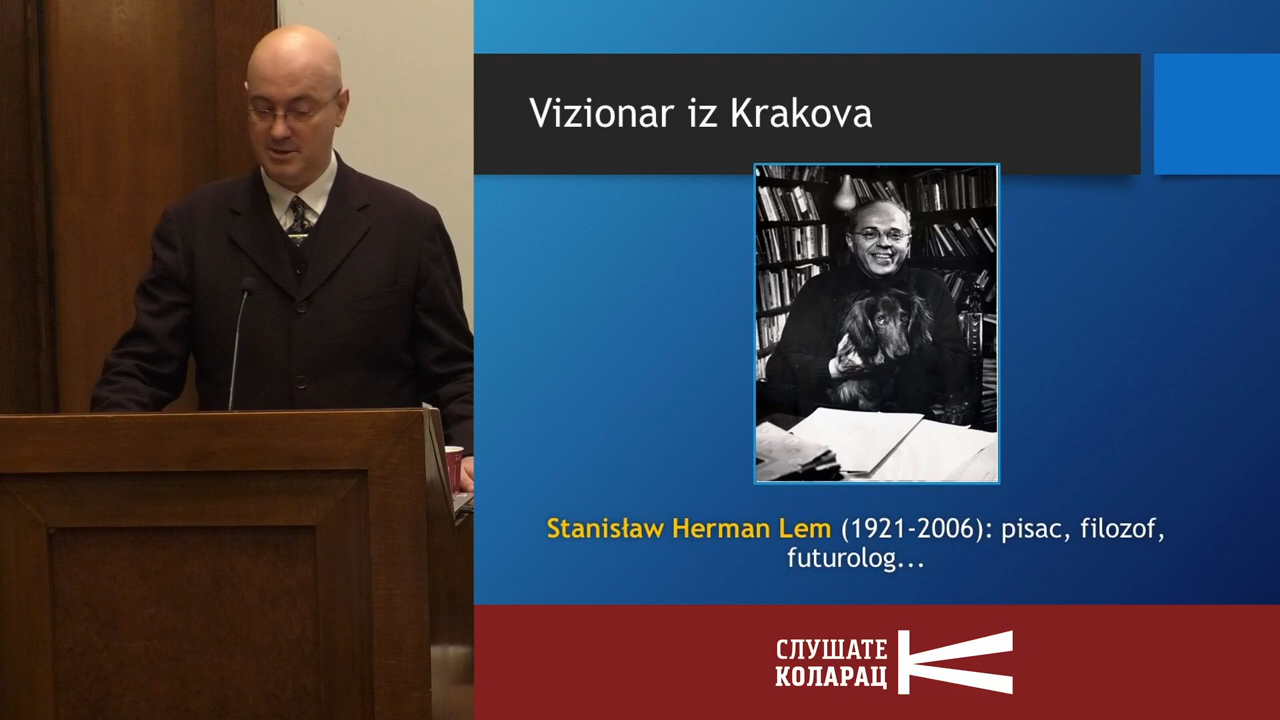 Vizionar iz Krakova
Stanisław Herman Lem (1921-2006): pisac, filozof,
futurolog...
СЛУШАТЕ
КОЛАРАЦ